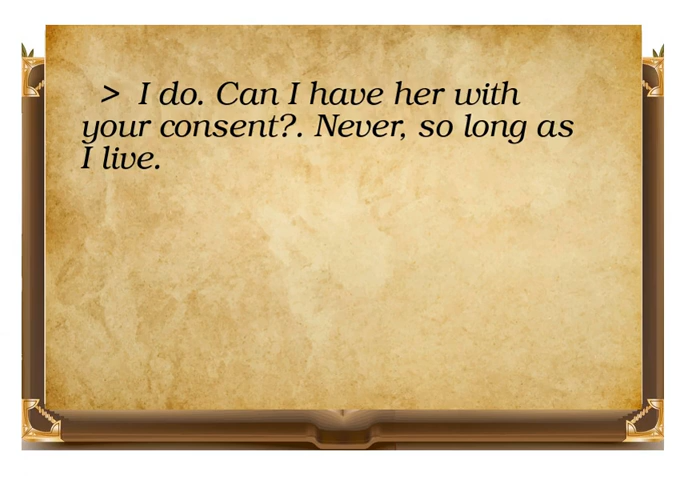 > I do. Can I have her with
your consent?. Never, so long as
I live.